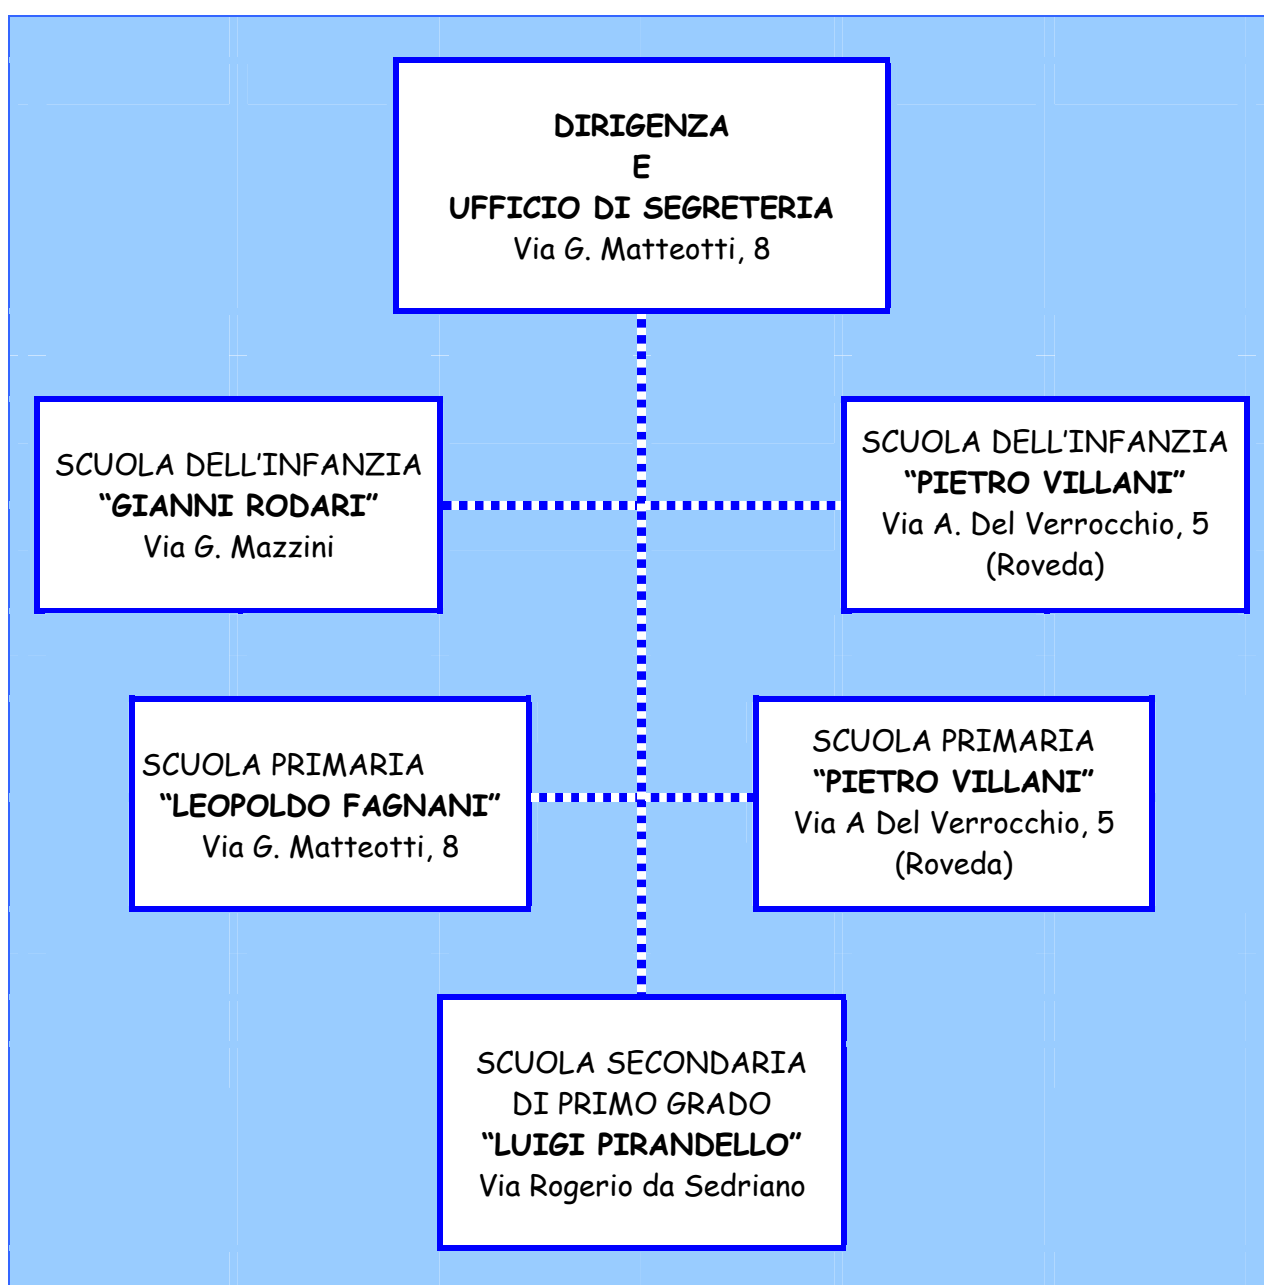 DIRIGENZA
E
UFFICIO DI SEGRETERIA
Via G. Matteotti, 8
SCUOLA DELL’INFANZIA
“GIANNI RODARI”
Via G. Mazzini
SCUOLA DELL’INFANZIA
“PIETRO VILLANI”
Via A. Del Verrocchio, 5
(Roveda)
SCUOLA PRIMARIA
“LEOPOLDO FAGNANI”
Via G. Matteotti, 8
SCUOLA PRIMARIA
“PIETRO VILLANI”
Via A Del Verrocchio, 5
(Roveda)
SCUOLA SECONDARIA
DI PRIMO GRADO
“LUIGI PIRANDELLO”
Via Rogerio da Sedriano